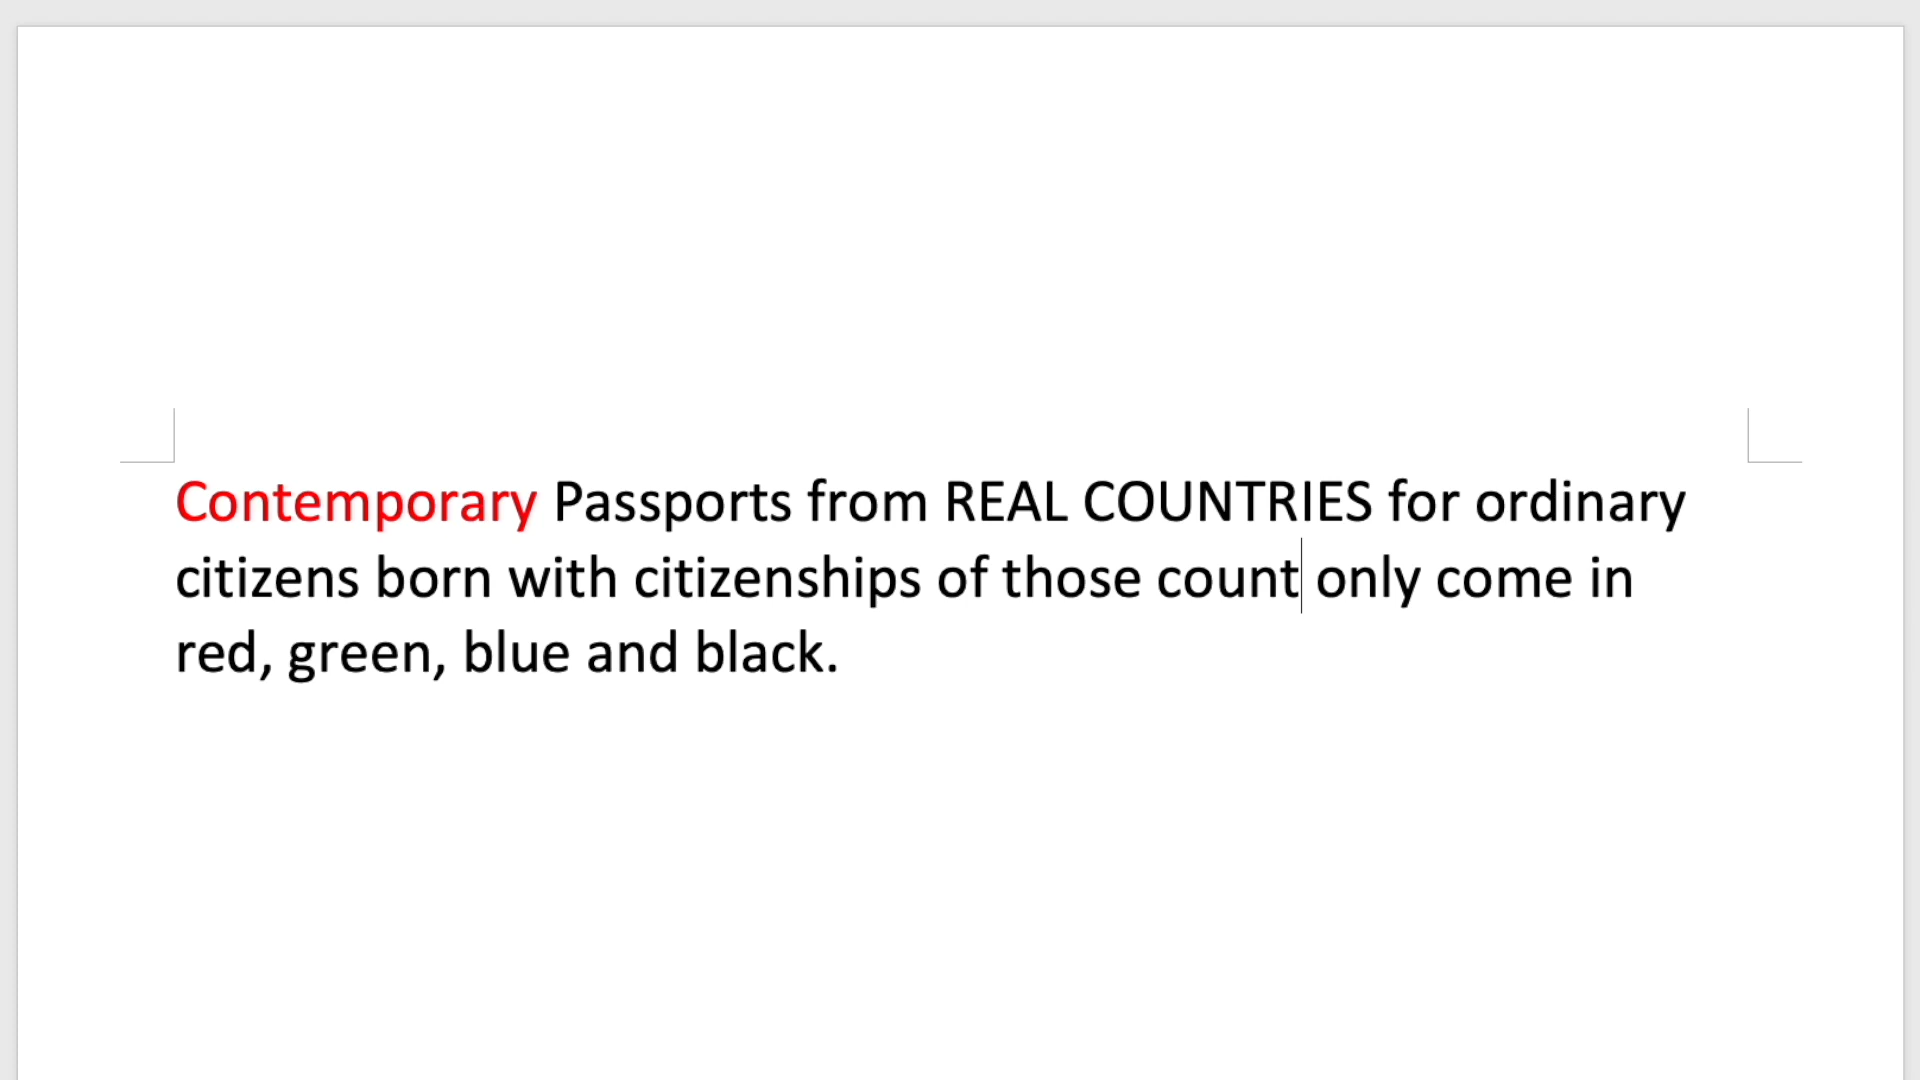 Contemporary Passports from REAL COUNTRIES for ordinary
citizens born with citizenships of those count only come in
red, green, blue and black.